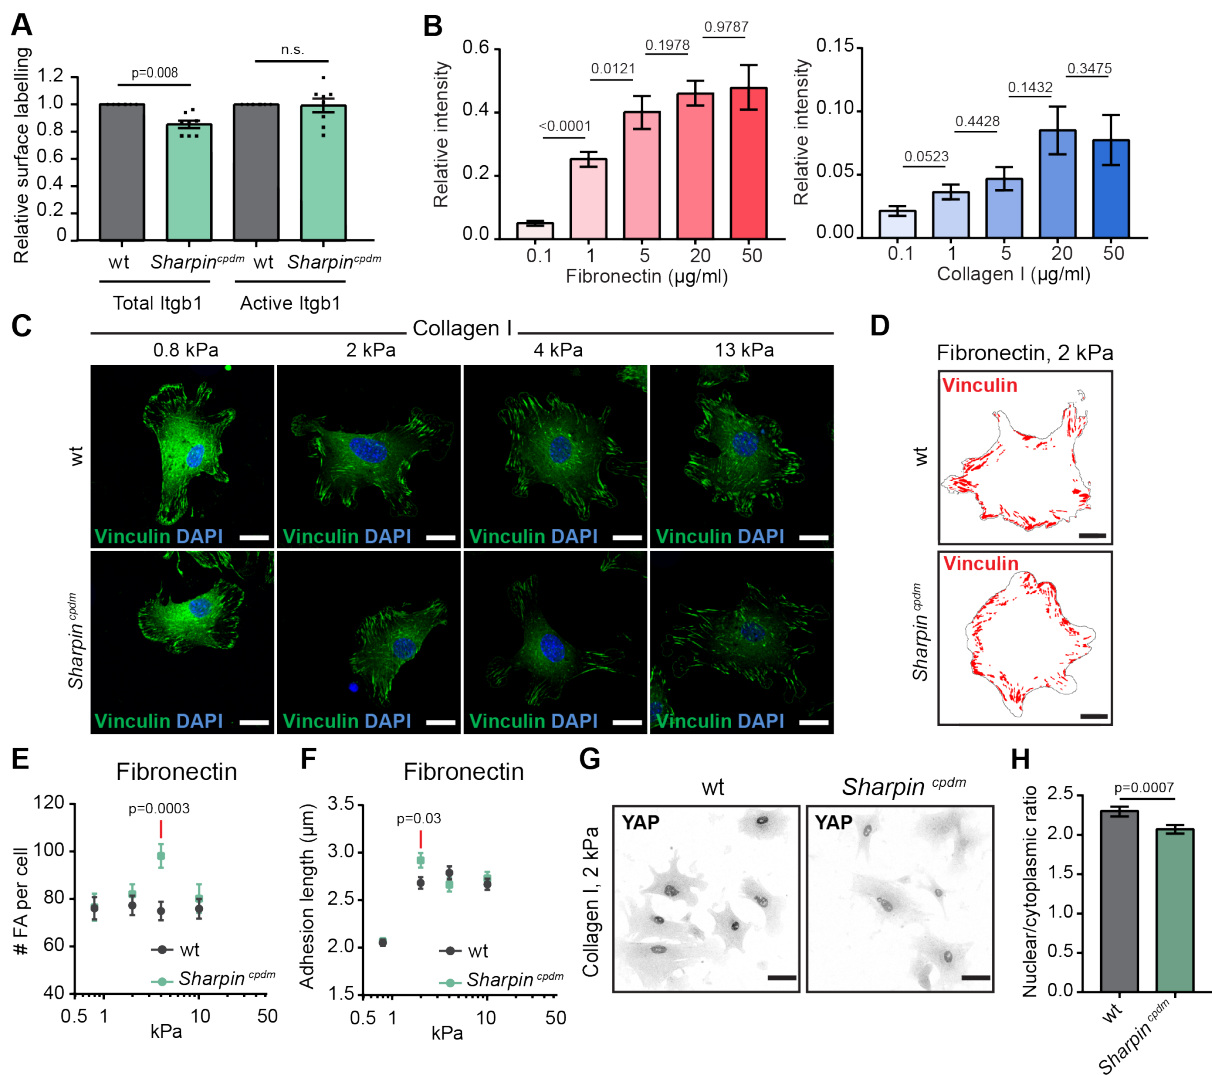 A
Relative surface labelling
1.2
1.0
0.8
0.6
0.4
0.2
0
p=0.008
n.s.
wt
Sharpin cpdm
wt
Sharpin cpdm
Total Itgb1
Active Itgb1
B
Relative intensity
0.6
0.4
0.2
0.0
<0.0001
0.0121
0.1978
0.9787
0.1
1
5
20
50
Fibronectin (µg/ml)
Relative intensity
0.15
0.10
0.05
0.00
0.0523
0.4428
0.1432
0.3475
0.1
1
5
20
50
Collagen I (µg/ml)
C
Collagen I
0.8 kPa
2 kPa
4 kPa
13 kPa
wt
Vinculin DAPI
Vinculin DAPI
Vinculin DAPI
Vinculin DAPI
Sharpin cpdm
Vinculin DAPI
Vinculin DAPI
Vinculin DAPI
Vinculin DAPI
D
Fibronectin, 2 kPa
wt
Vinculin
Sharpin cpdm
Vinculin
E
Fibronectin
# FA per cell
120
100
80
60
40
p=0.0003
wt
Sharpin cpdm
0.5
1
10
50
kPa
F
Fibronectin
Adhesion length (µm)
3.5
3.0
2.5
2.0
1.5
p=0.03
wt
Sharpin cpdm
0.5
1
10
50
kPa
G
wt
Sharpin cpdm
Collagen I, 2 kPa
YAP
YAP
H
Nuclear/cytoplasmic ratio
2.5
2.0
1.5
1.0
0.5
0.0
p=0.0007
wt
Sharpin cpdm